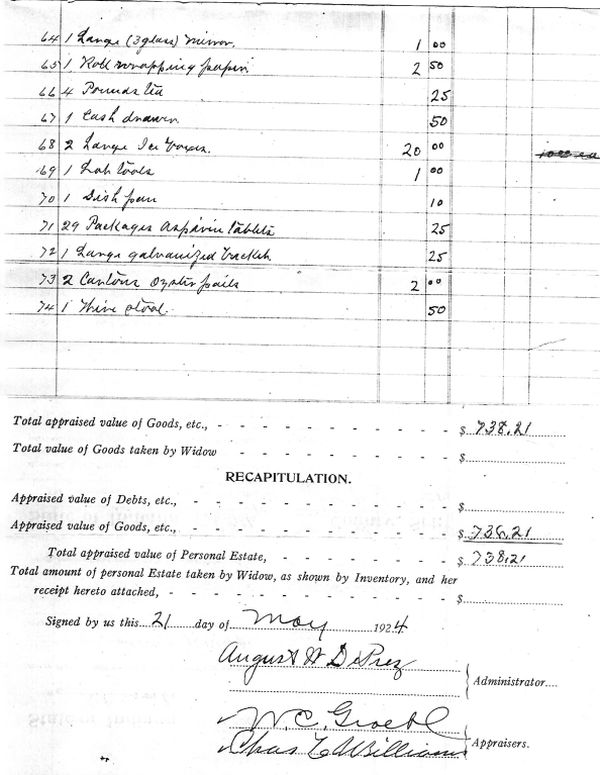 64 1 Large (3 glass) mirror. 1 00
65 1 Roll wrapping paper 2 50
66 4 Pounds tea 25
67 1 Cash drawer 50
68 2 Large Ice boxes. 20 00
69 1 Lot tools 1 00
70 1 Dish pan 10
71 29 Packages Aspirin tablets 25
72 1 Large galvanized bucket 25
73 2 Cartons oyster pails 2 00
74 1 Wire stool. 50
Total appraised value of Goods, etc., - - - - - - - - - $ 738.21
Total value of Goods taken by Widow - - - - - - - - - $
RECAPITULATION.
Appraised value of Debts, etc., - - - - - - - - - - $
Appraised value of Goods, etc., - - - - - - - - - - $ 738.21
Total appraised value of Personal Estate, - - - - - - - $ 738.21
Total amount of personal Estate taken by Widow, as shown by Inventory, and her
receipt hereto attached, - - - - - - - - - - - $
Signed by us this 21 day of May 1924
August W DePrez
Administrator....
W. C. Groebl
Chas E Williams
Appraisers.